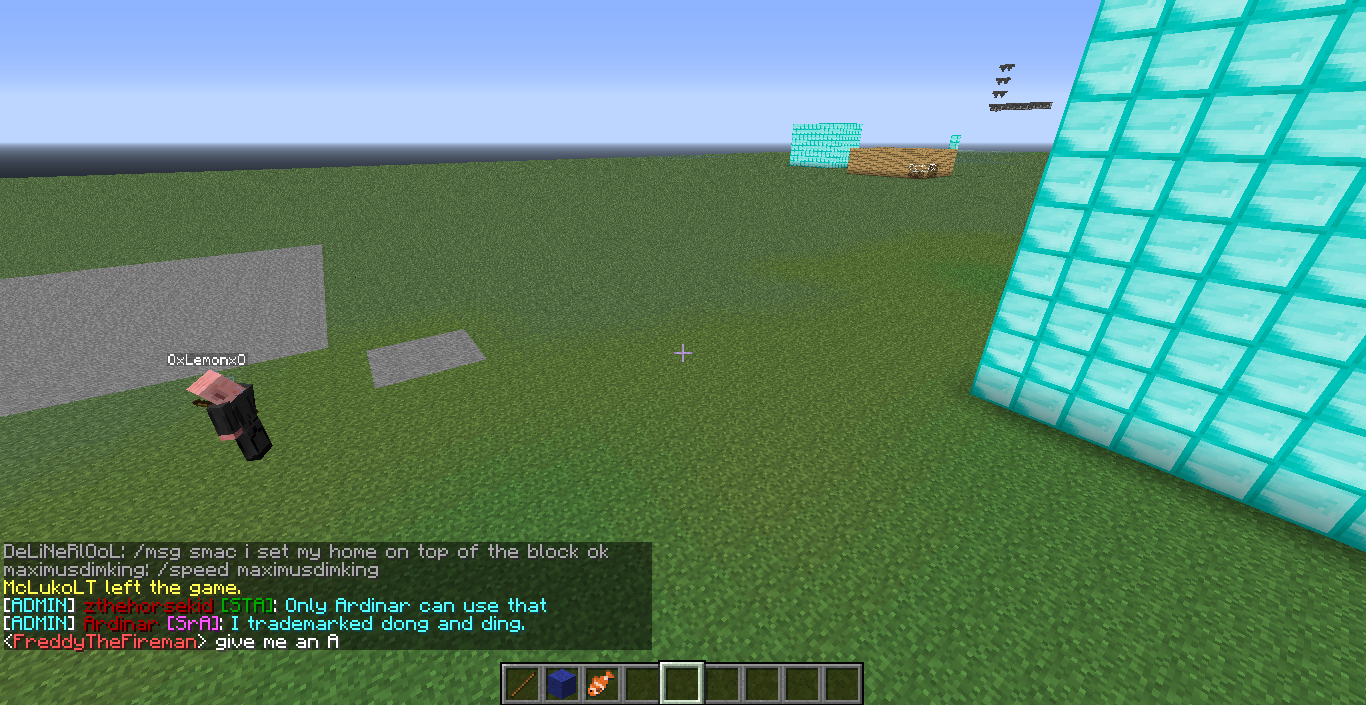 0xLemonx0
DeLiNeRlOoL: /msg smac i set my home on top of the block ok
maximusdimking: /speed maximusdimking
McLukoLT left the game.
[ADMIN] zthehorsekid [STA]: Only Ardinar can use that
[ADMIN] Ardinar [SrA]: I trademarked dong and ding.
<FreddyTheFireman> give me an A